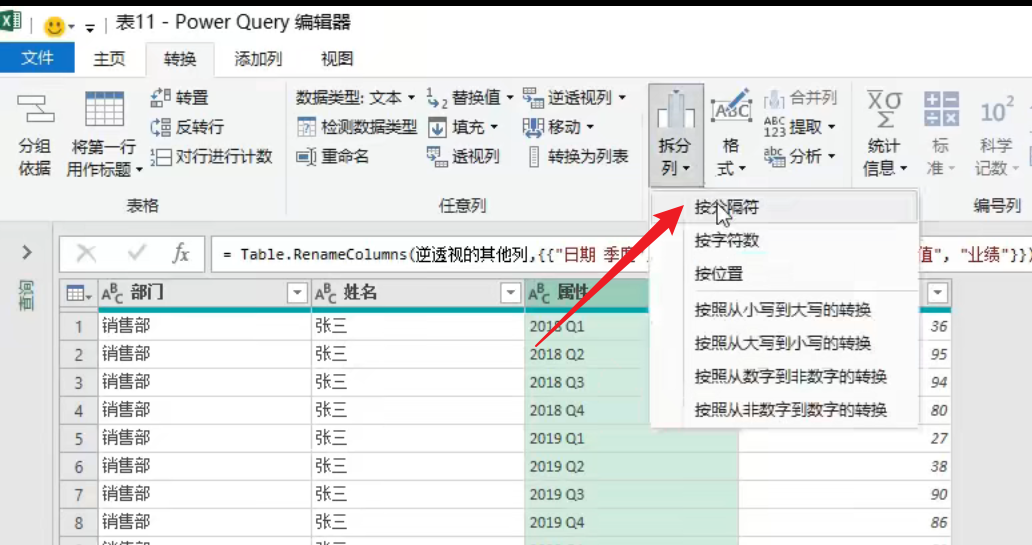 表11 - Power Query 编辑器
文件 主页 转换 添加列 视图
分组依据
将第一行用作标题
转置
反转行
对行进行计数
表格
数据类型: 文本
检测数据类型
重命名
替换值
填充
透视列
逆透视列
移动
转换为列表
任意列
拆分列
格式
合并列
提取
分析
统计信息
标准
科学记数
编号列
按分隔符
按字符数
按位置
按照从小写到大写的转换
按照从大写到小写的转换
按照从数字到非数字的转换
按照从非数字到数字的转换
= Table.RenameColumns(逆透视的其他列,{{"日期 季度" 值", "业绩"}})
查询
部门 姓名 属性
1 销售部 张三 2018 Q1 36
2 销售部 张三 2018 Q2 95
3 销售部 张三 2018 Q3 94
4 销售部 张三 2018 Q4 80
5 销售部 张三 2019 Q1 27
6 销售部 张三 2019 Q2 38
7 销售部 张三 2019 Q3 90
8 销售部 张三 2019 Q4 86